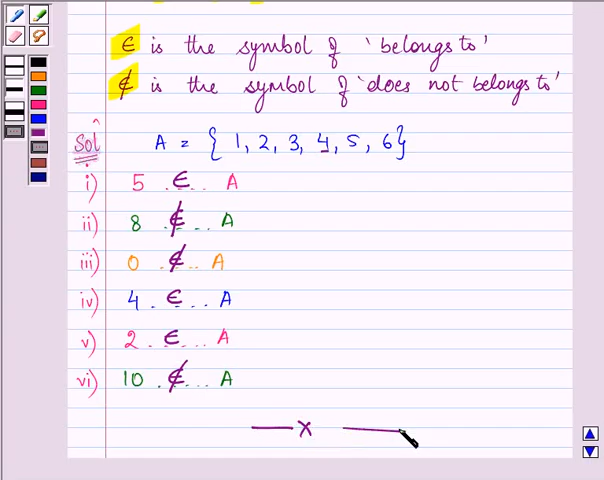 ∈ is the symbol of 'belongs to'
∉ is the symbol of 'does not belongs to'
Sol^n A = { 1, 2, 3, 4, 5, 6}
i) 5 ..∈.. A
ii) 8 ..∉... A
iii) 0 ..∉... A
iv) 4 .∈... A
v) 2 .∈... A
vi) 10 .∉... A
—x—